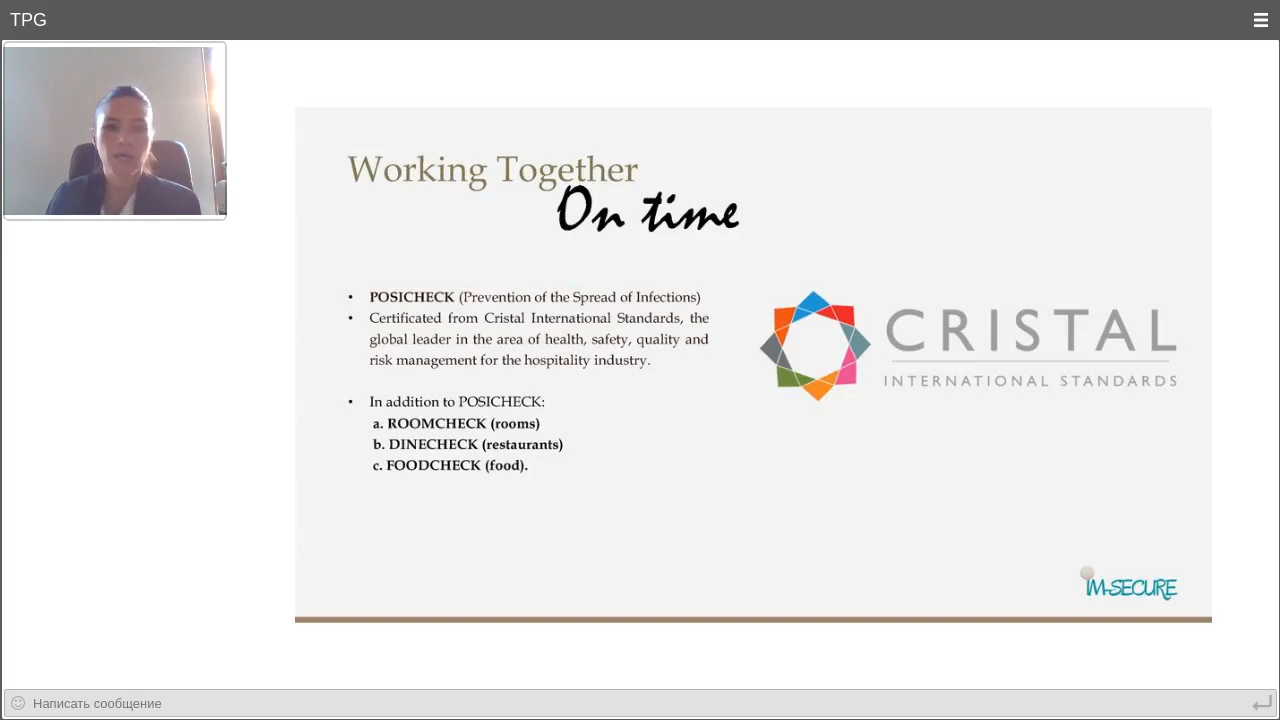 TPG
Working Together
On time
• POSICHECK (Prevention of the Spread of Infections)
• Certificated from Cristal International Standards, the
global leader in the area of health, safety, quality and
risk management for the hospitality industry.
• In addition to POSICHECK:
a. ROOMCHECK (rooms)
b. DINECHECK (restaurants)
c. FOODCHECK (food).
CRISTAL
INTERNATIONAL STANDARDS
IM-SECURE
Написать сообщение